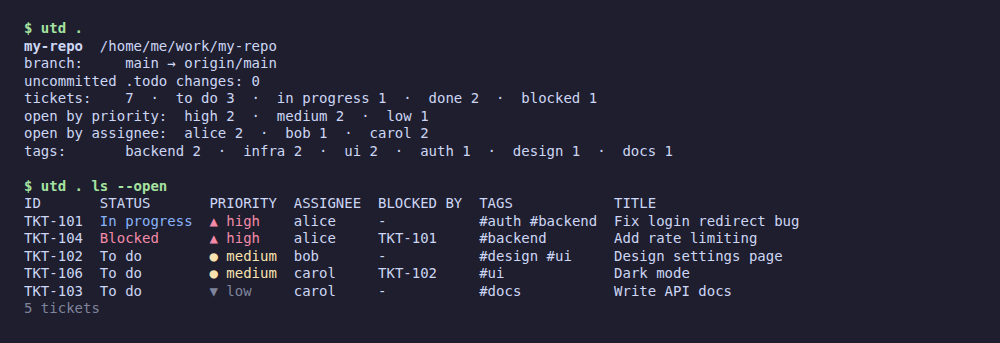 $ utd .
my-repo  /home/me/work/my-repo
branch:     main → origin/main
uncommitted .todo changes: 0
tickets:    7  ·  to do 3  ·  in progress 1  ·  done 2  ·  blocked 1
open by priority:  high 2  ·  medium 2  ·  low 1
open by assignee:  alice 2  ·  bob 1  ·  carol 2
tags:       backend 2  ·  infra 2  ·  ui 2  ·  auth 1  ·  design 1  ·  docs 1
$ utd . ls --open
ID       STATUS       PRIORITY  ASSIGNEE  BLOCKED BY  TAGS            TITLE
TKT-101  In progress  ▲ high    alice     -           #auth #backend  Fix login redirect bug
TKT-104  Blocked      ▲ high    alice     TKT-101     #backend        Add rate limiting
TKT-102  To do        ● medium  bob       -           #design #ui     Design settings page
TKT-106  To do        ● medium  carol     TKT-102     #ui             Dark mode
TKT-103  To do        ▼ low     carol     -           #docs           Write API docs
5 tickets